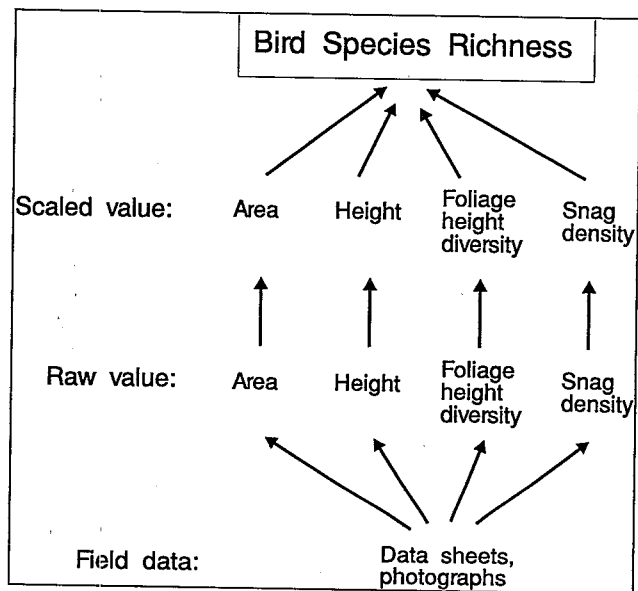 Bird Species Richness
Scaled value:
Area
Height
Foliage
height
diversity
Snag
density
Raw value:
Area
Height
Foliage
height
diversity
Snag
density
Field data:
Data sheets,
photographs